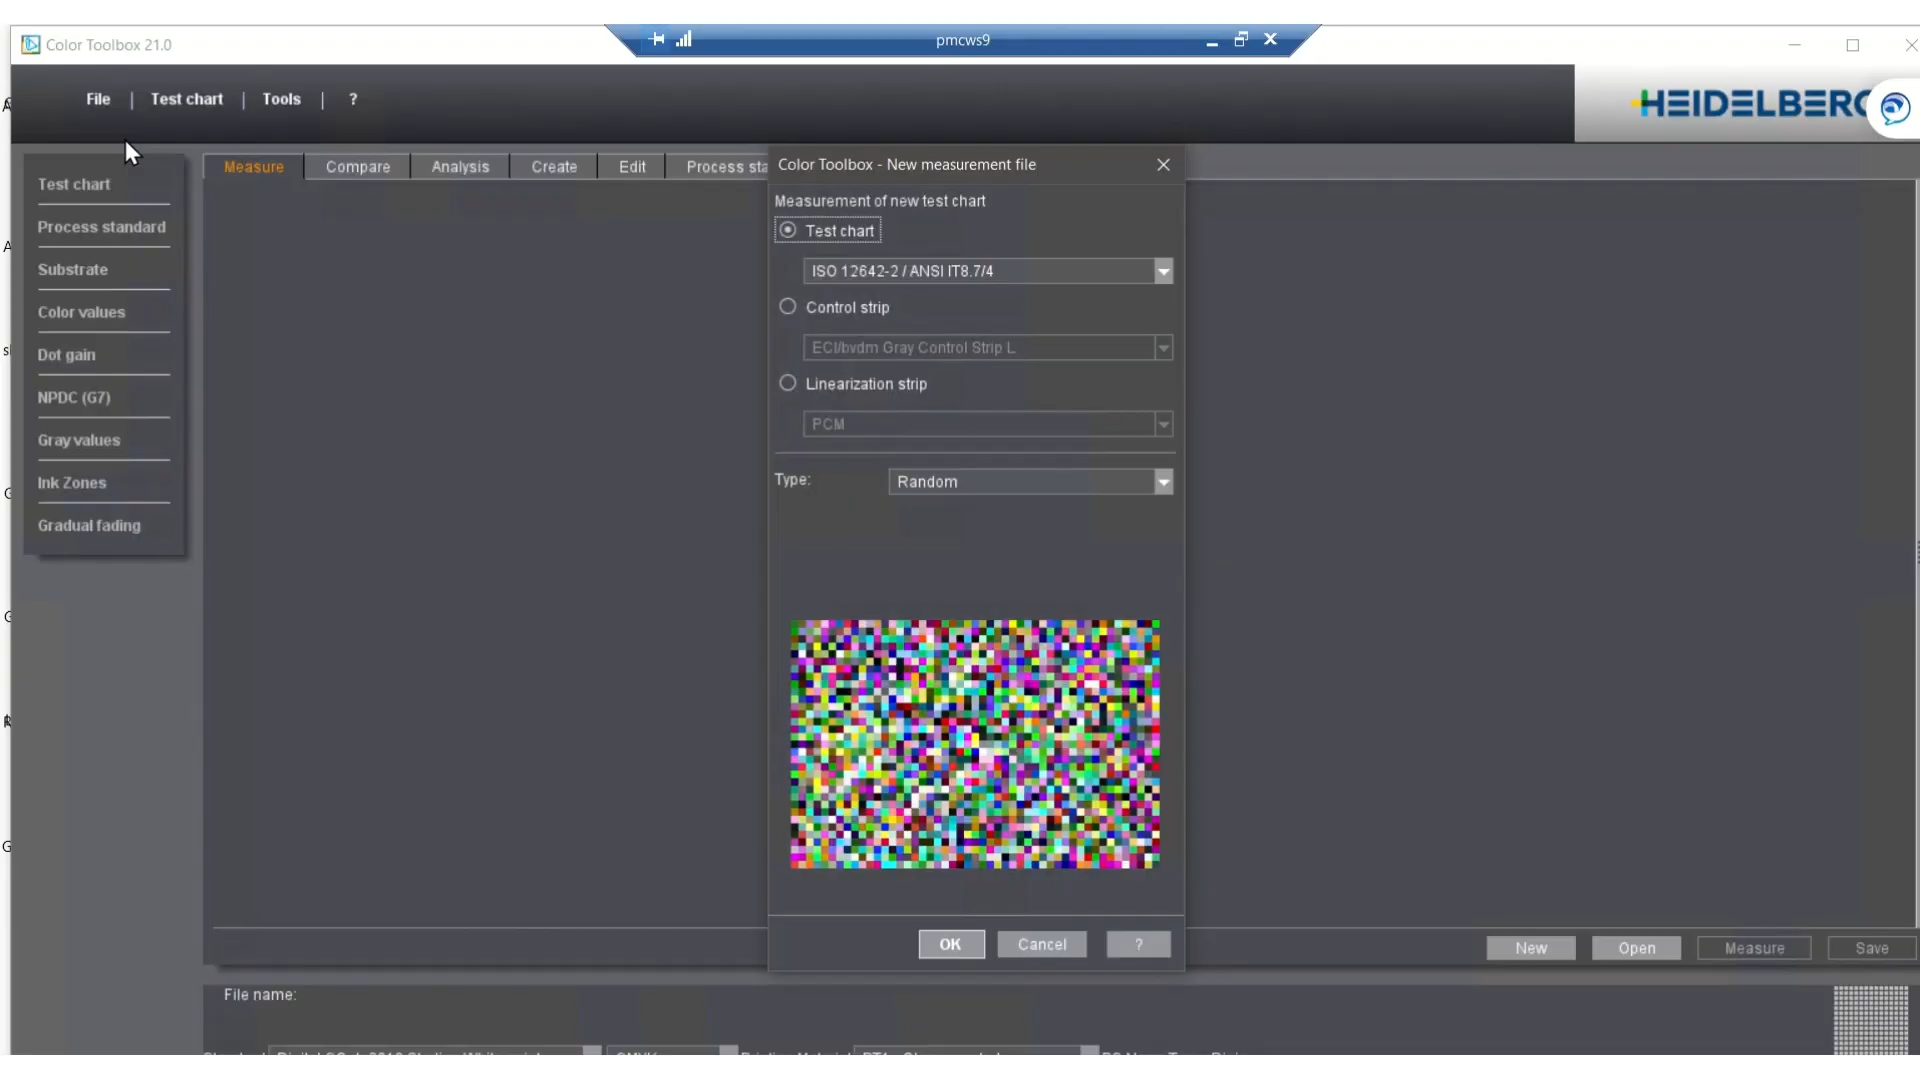 pmcws9
Color Toolbox 21.0
File | Test chart | Tools | ?
HEIDELBERG
Test chart
Process standard
Substrate
Color values
Dot gain
NPDC (G7)
Gray values
Ink Zones
Gradual fading
Measure Compare Analysis Create Edit Process sta
Color Toolbox - New measurement file
Measurement of new test chart
Test chart
ISO 12642-2 / ANSI IT8.7/4
Control strip
ECI/bvdm Gray Control Strip L
Linearization strip
PCM
Type: Random
OK Cancel ?
New Open Measure Save
File name: